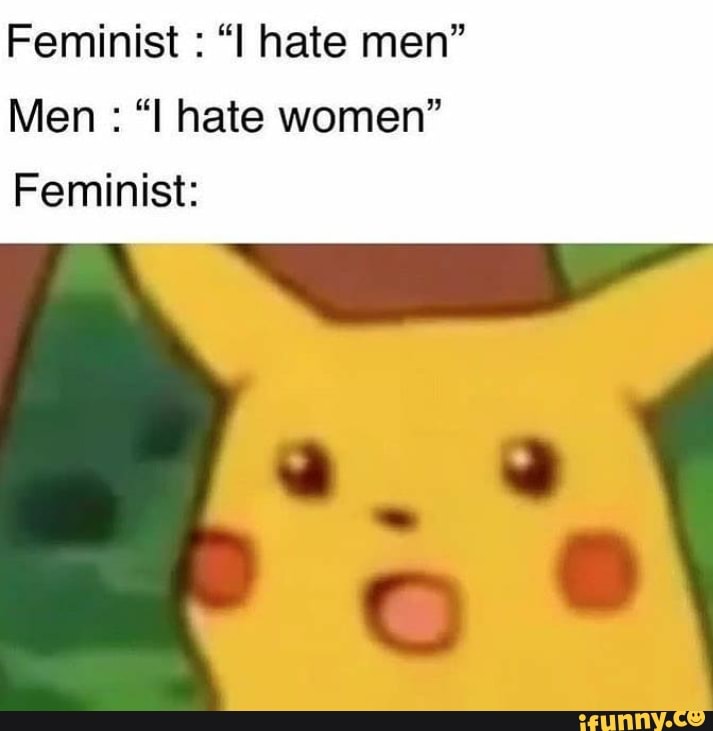 Feminist : “I hate men”
Men : “I hate women”
Feminist:
ifunny.co